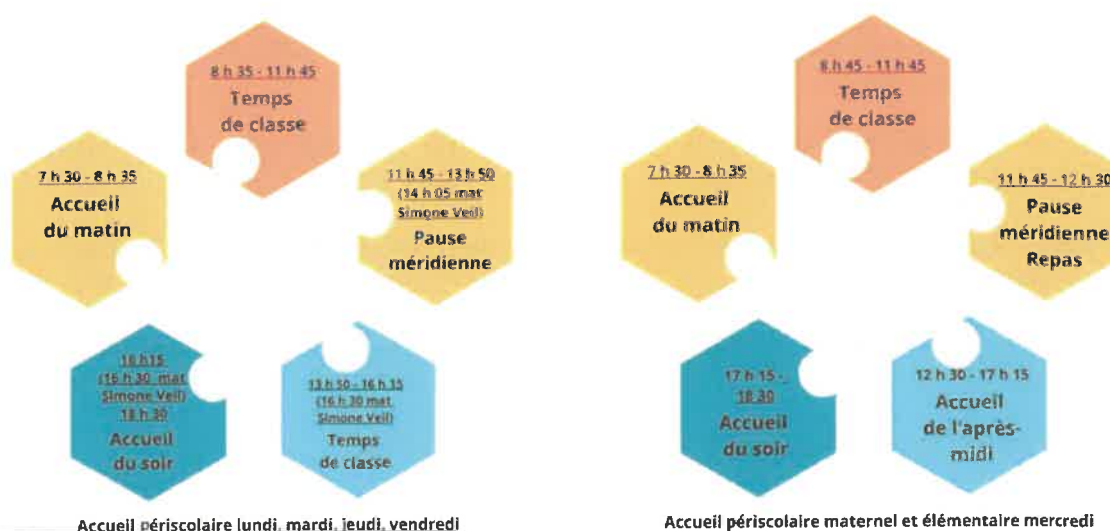 8 h 35 - 11 h 45
Temps
de classe
7 h 30 - 8 h 35
Accueil
du matin
11 h 45 - 13 h 50
(14 h 05 mat
Simone Veil)
Pause
méridienne
16 h15
(16 h 30 mat
Simone Veil)
18 h 30
Accueil
du soir
13 h 50 - 16 h 15
(16 h 30 mat
Simone Veil)
Temps
de classe
Accueil périscolaire lundi, mardi, jeudi, vendredi
8 h 45 - 11 h 45
Temps
de classe
7 h 30 - 8 h 35
Accueil
du matin
11 h 45 - 12 h 30
Pause
méridienne
Repas
17 h 15 -
18 30
Accueil
du soir
12 h 30 - 17 h 15
Accueil
de l'après-
midi
Accueil périscolaire maternel et élémentaire mercredi